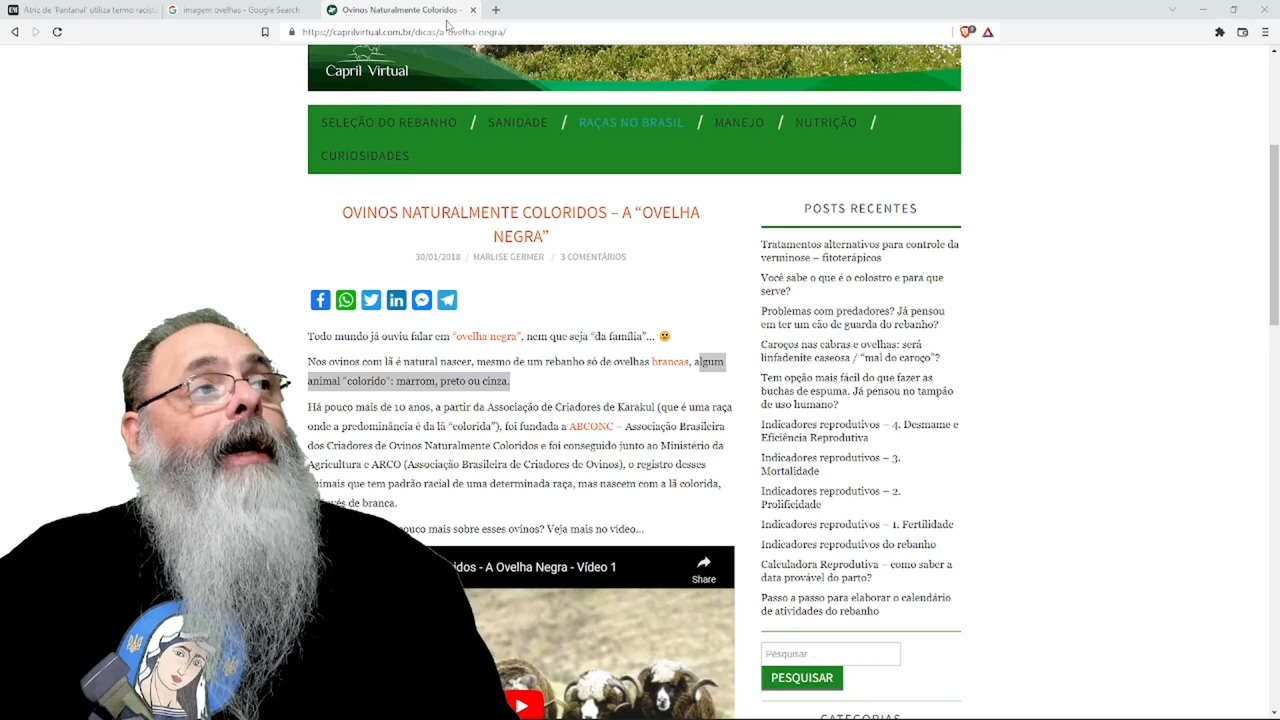 Atriz de 'Pantanal' utiliza termo racista
imagem ovelhas - Google Search
Ovinos Naturalmente Coloridos -
https://caprilvirtual.com.br/dicas/a-ovelha-negra/
Capril Virtual
SELEÇÃO DO REBANHO / SANIDADE / RAÇAS NO BRASIL / MANEJO / NUTRIÇÃO /
CURIOSIDADES
OVINOS NATURALMENTE COLORIDOS – A “OVELHA
NEGRA”
30/01/2018 / MARLISE GERMER / 3 COMENTÁRIOS
Todo mundo já ouviu falar em “ovelha negra”, nem que seja “da família”...
Nos ovinos com lã é natural nascer, mesmo de um rebanho só de ovelhas brancas, algum
animal "colorido": marrom, preto ou cinza.
Há pouco mais de 10 anos, a partir da Associação de Criadores de Karakul (que é uma raça
onde a predominância é da lã “colorida”), foi fundada a ABCONC – Associação Brasileira
dos Criadores de Ovinos Naturalmente Coloridos e foi conseguido junto ao Ministério da
Agricultura e ARCO (Associação Brasileira de Criadores de Ovinos), o registro desses
animais que tem padrão racial de uma determinada raça, mas nascem com a lã colorida,
de branca.
pouco mais sobre esses ovinos? Veja mais no vídeo...
dos - A Ovelha Negra - Vídeo 1
Share
POSTS RECENTES
Tratamentos alternativos para controle da
verminose – fitoterápicos
Você sabe o que é o colostro e para que
serve?
Problemas com predadores? Já pensou
em ter um cão de guarda do rebanho?
Caroços nas cabras e ovelhas: será
linfadenite caseosa / “mal do caroço”?
Tem opção mais fácil do que fazer as
buchas de espuma. Já pensou no tampão
de uso humano?
Indicadores reprodutivos – 4. Desmame e
Eficiência Reprodutiva
Indicadores reprodutivos – 3.
Mortalidade
Indicadores reprodutivos – 2.
Prolificidade
Indicadores reprodutivos – 1. Fertilidade
Indicadores reprodutivos do rebanho
Calculadora Reprodutiva – como saber a
data provável do parto?
Passo a passo para elaborar o calendário
de atividades do rebanho
Pesquisar
PESQUISAR
CATEGORIAS